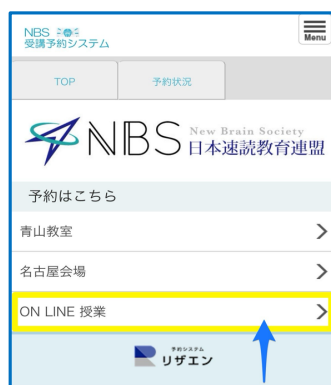 NBS
受講予約システム
Menu
TOP
予約状況
NBS New Brain Society
日本速読教育連盟
予約はこちら
青山教室
名古屋会場
ON LINE 授業
予約システム
リザエン